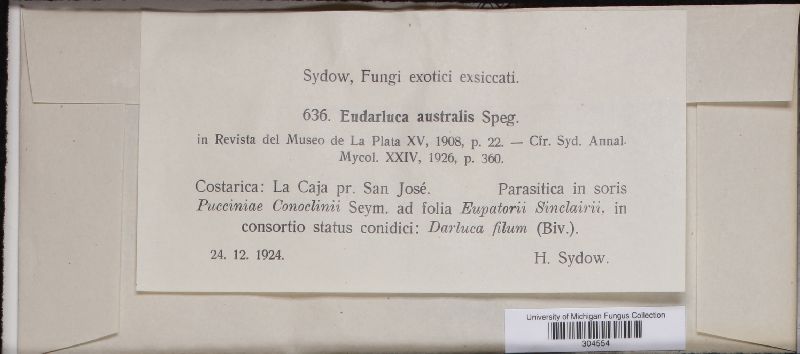 Sydow, Fungi exotici exsiccati.
636. Eudarluca australis Speg.
in Revista del Museo de La Plata XV, 1908, p. 22. — Cfr. Syd. Annal.
Mycol. XXIV, 1926, p. 360.
Costarica: La Caja pr. San José. Parasitica in soris
Pucciniae Conoclinii Seym. ad folia Eupatorii Sinclairii, in
consortio status conidici: Darluca filum (Biv.).
24. 12. 1924. H. Sydow.
University of Michigan Fungus Collection
304554